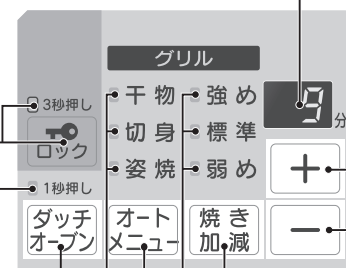 グリル
3秒押し
ロック
1秒押し
干物
強め
切身
標準
姿焼
弱め
9
分
＋
－
ダッチ
オーブン
オート
メニュー
焼き
加減